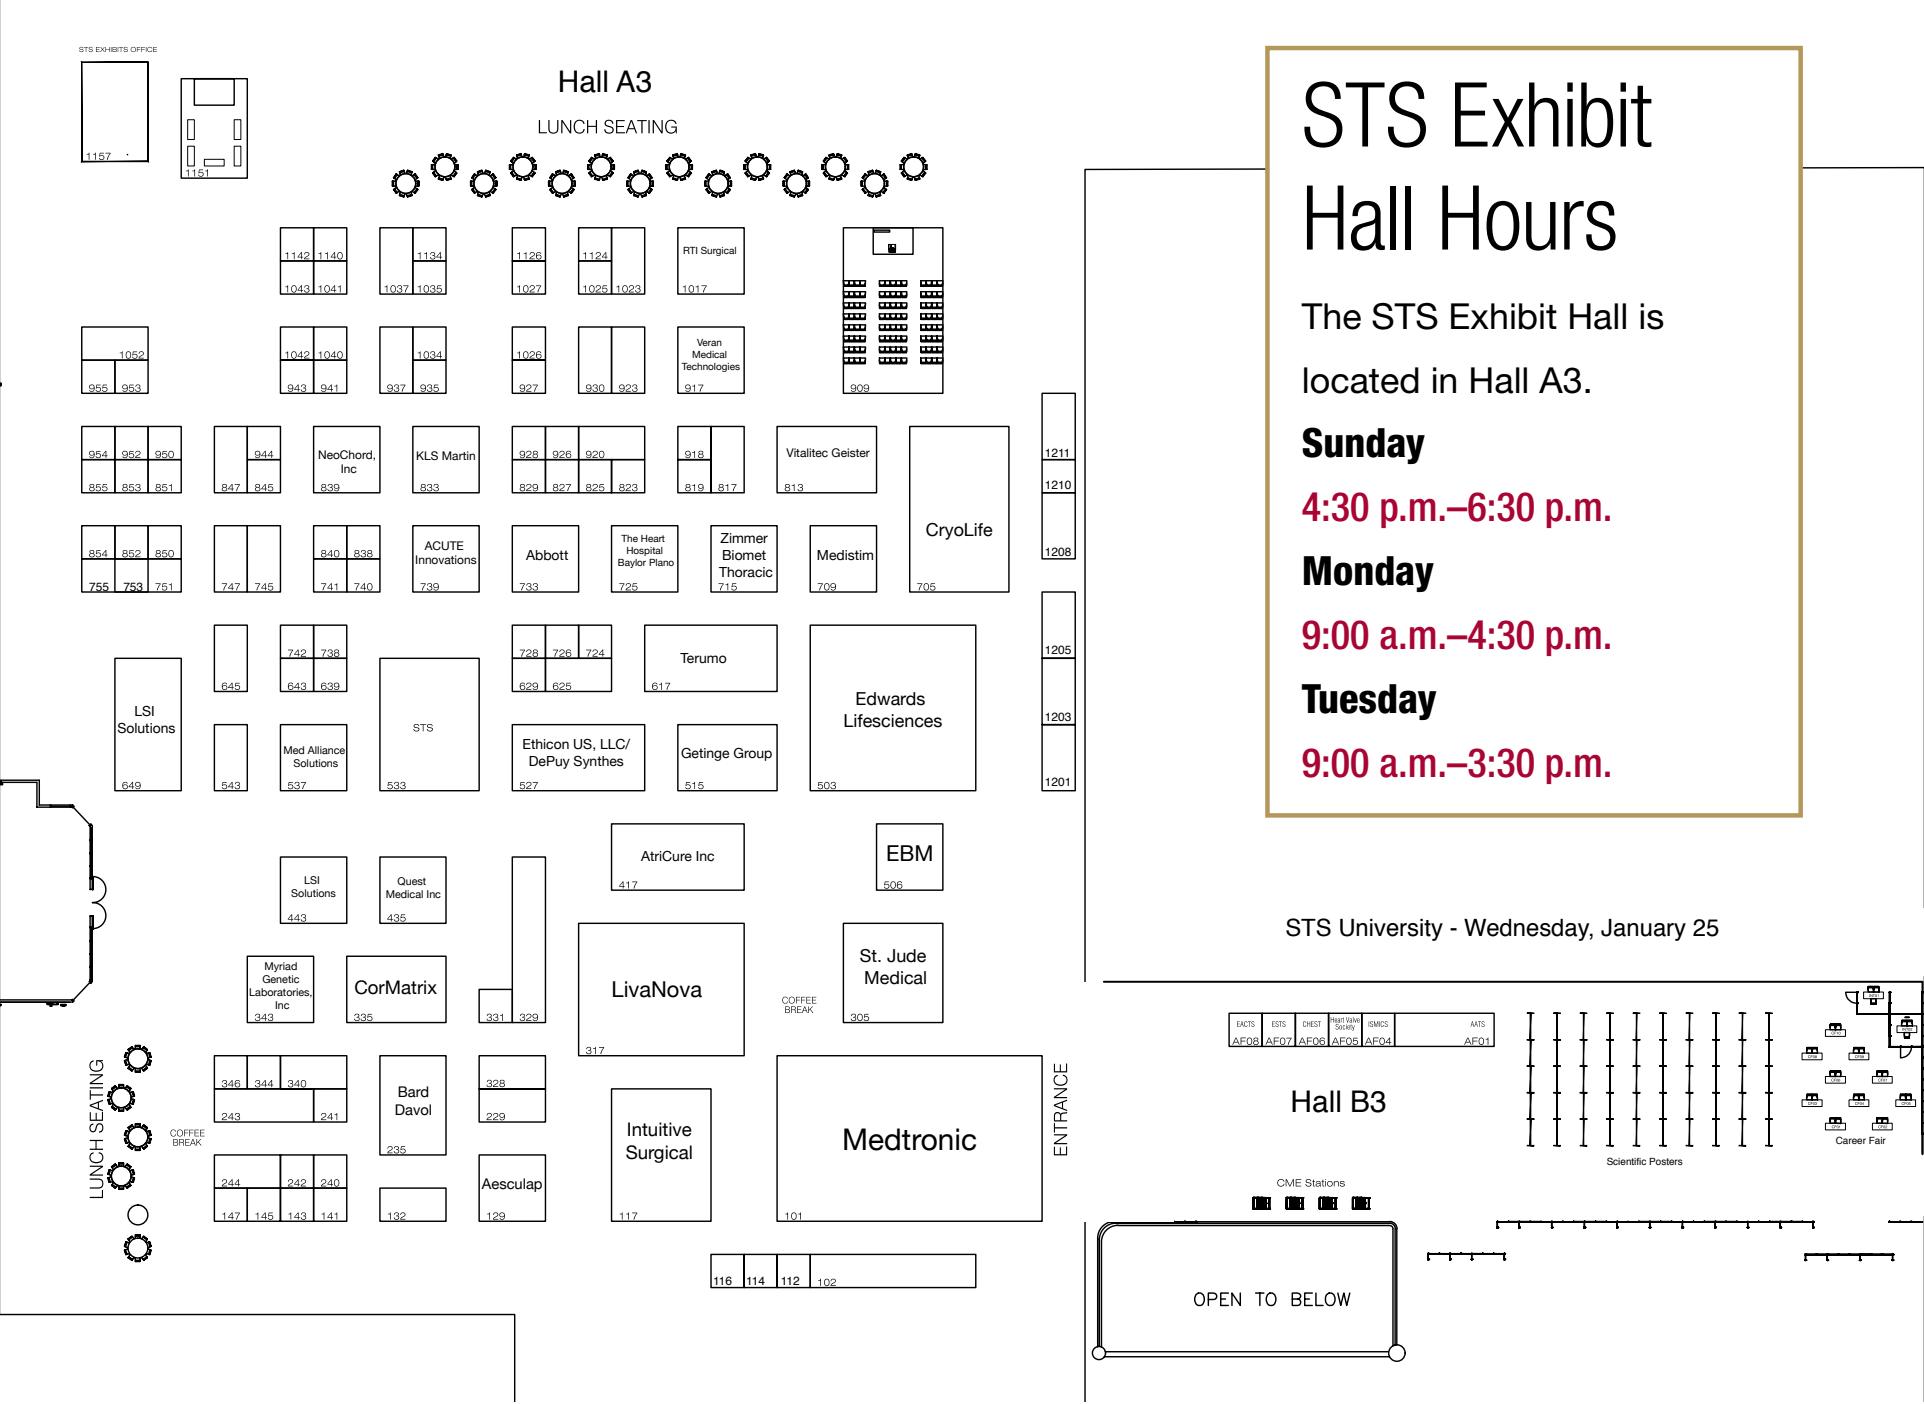 STS EXHIBITS OFFICE
1157
1151
Hall A3
LUNCH SEATING
1142 1140
1043 1041
1134
1037 1035
1126
1027
1124
1025 1023
RTI Surgical
1017
1052
955 953
1042 1040
943 941
1034
937 935
1026
927
930 923
Veran
Medical
Technologies
917
909
954 952 950
855 853 851
944
847 845
NeoChord,
Inc
839
KLS Martin
833
928 926 920
829 827 825 823
918
819 817
Vitalitec Geister
813
CryoLife
705
1211
1210
1208
854 852 850
755 753 751
747 745
840 838
741 740
ACUTE
Innovations
739
Abbott
733
The Heart
Hospital
Baylor Plano
725
Zimmer
Biomet
Thoracic
715
Medistim
709
645
742 738
643 639
728 726 724
629 625
Terumo
617
Edwards
Lifesciences
503
1205
1203
1201
LSI
Solutions
649
543
Med Alliance
Solutions
537
STS
533
Ethicon US, LLC/
DePuy Synthes
527
Getinge Group
515
LSI
Solutions
443
Quest
Medical Inc
435
AtriCure Inc
417
EBM
506
Myriad
Genetic
Laboratories,
Inc
343
CorMatrix
335
331 329
LivaNova
317
COFFEE
BREAK
St. Jude
Medical
305
LUNCH SEATING
COFFEE
BREAK
346 344 340
243 241
Bard
Davol
235
328
229
Intuitive
Surgical
117
Medtronic
101
ENTRANCE
244 242 240
147 145 143 141
132
Aesculap
129
116 114 112 102
STS Exhibit
Hall Hours
The STS Exhibit Hall is
located in Hall A3.
Sunday
4:30 p.m.–6:30 p.m.
Monday
9:00 a.m.–4:30 p.m.
Tuesday
9:00 a.m.–3:30 p.m.
STS University - Wednesday, January 25
EACTS ESTS CHEST Heart Valve Society ISMICS AATS
AF08 AF07 AF06 AF05 AF04 AF01
Hall B3
Scientific Posters
Career Fair
CME Stations
OPEN TO BELOW